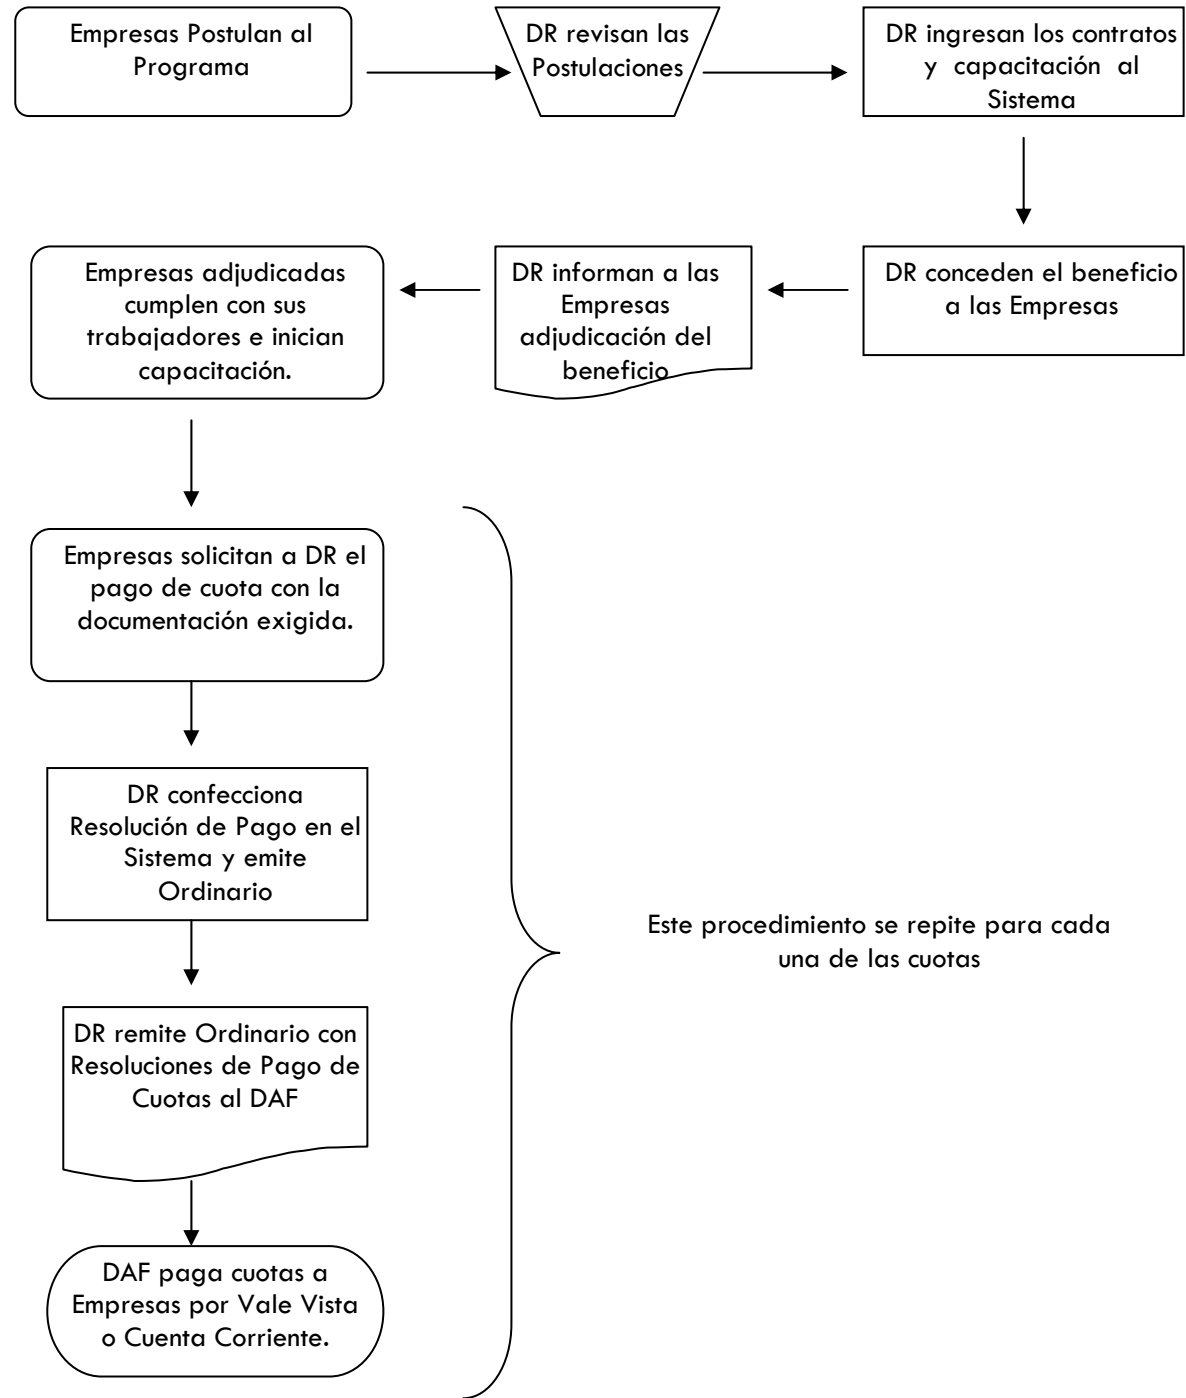 Empresas Postulan al
Programa
DR revisan las
Postulaciones
DR ingresan los contratos
y capacitación al
Sistema
DR conceden el beneficio
a las Empresas
DR informan a las
Empresas
adjudicación del
beneficio
Empresas adjudicadas
cumplen con sus
trabajadores e inician
capacitación.
Empresas solicitan a DR el
pago de cuota con la
documentación exigida.
DR confecciona
Resolución de Pago en el
Sistema y emite
Ordinario
DR remite Ordinario con
Resoluciones de Pago de
Cuotas al DAF
DAF paga cuotas a
Empresas por Vale Vista
o Cuenta Corriente.
Este procedimiento se repite para cada
una de las cuotas